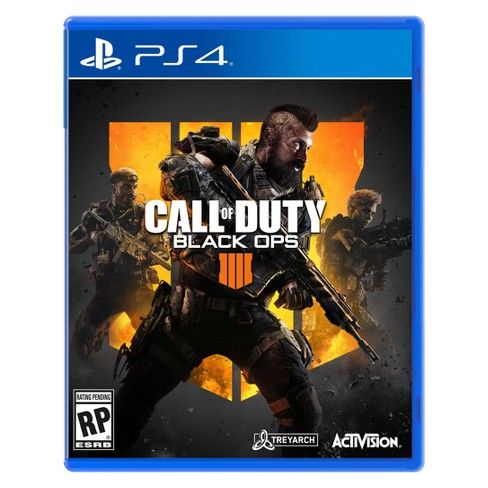 PS4
CALL OF DUTY
BLACK OPS
IIII
RATING PENDING
RP
ESRB
TREYARCH
ACTIVISION